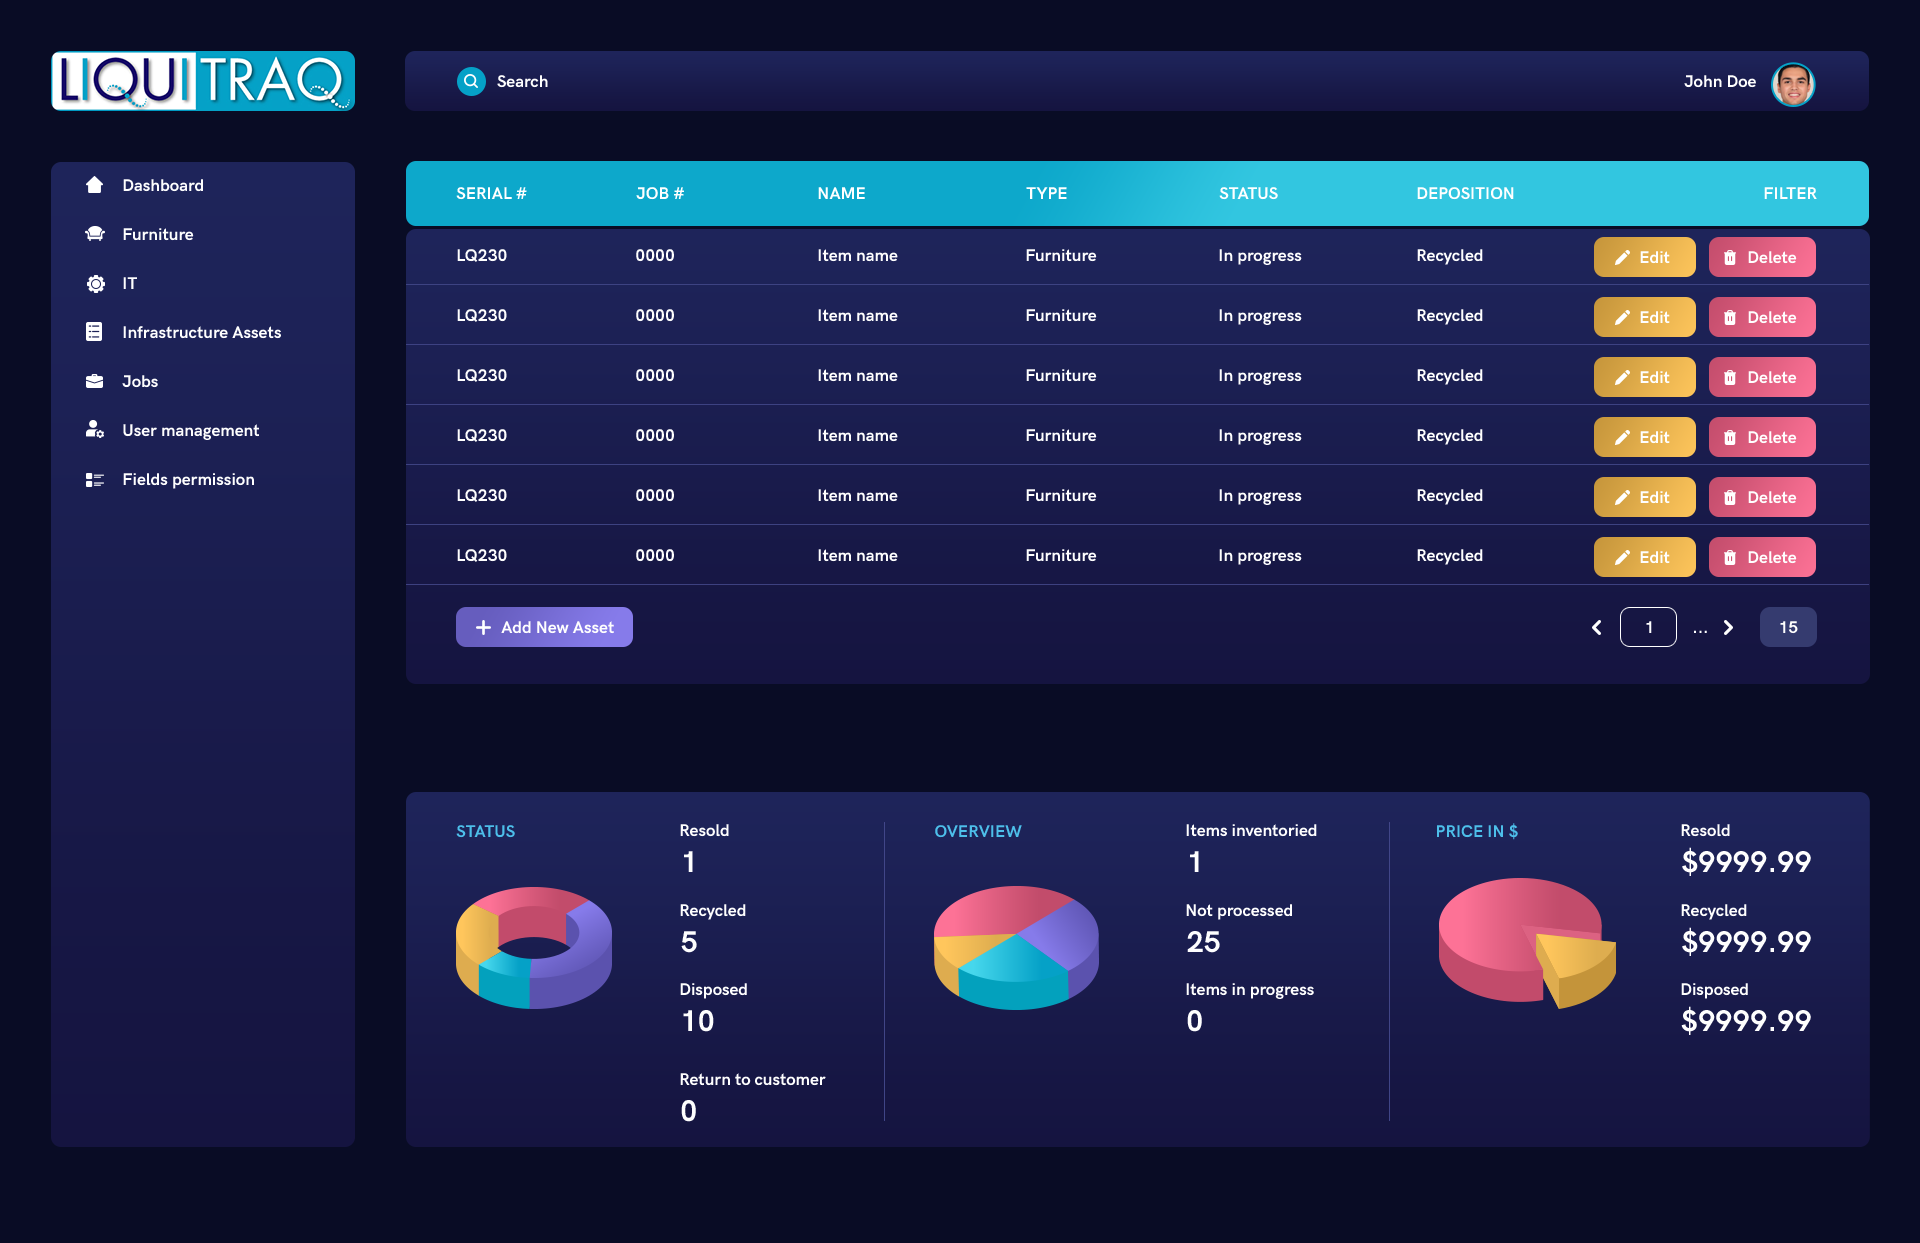 LIQUITRAQ
Search
John Doe
Dashboard
Furniture
IT
Infrastructure Assets
Jobs
User management
Fields permission
SERIAL # JOB # NAME TYPE STATUS DEPOSITION FILTER
LQ230 0000 Item name Furniture In progress Recycled Edit Delete
LQ230 0000 Item name Furniture In progress Recycled Edit Delete
LQ230 0000 Item name Furniture In progress Recycled Edit Delete
LQ230 0000 Item name Furniture In progress Recycled Edit Delete
LQ230 0000 Item name Furniture In progress Recycled Edit Delete
LQ230 0000 Item name Furniture In progress Recycled Edit Delete
Add New Asset
1 ... 15
STATUS
Resold
1
Recycled
5
Disposed
10
Return to customer
0
OVERVIEW
Items inventoried
1
Not processed
25
Items in progress
0
PRICE IN $
Resold
$9999.99
Recycled
$9999.99
Disposed
$9999.99